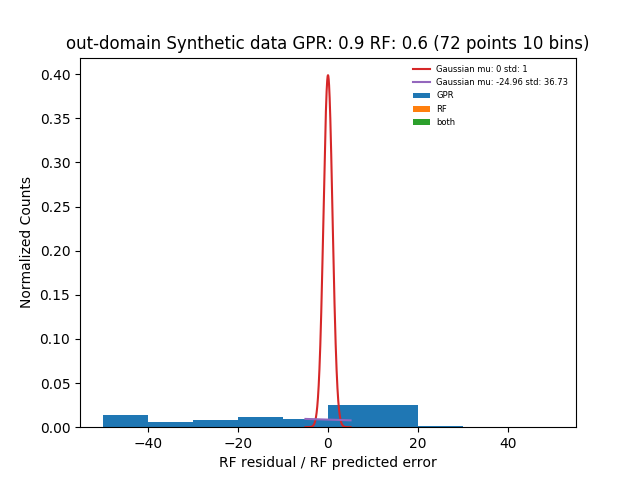 out-domain Synthetic data GPR: 0.9 RF: 0.6 (72 points 10 bins)
Gaussian mu: 0 std: 1
Gaussian mu: -24.96 std: 36.73
GPR
RF
both
0.40
0.35
0.30
0.25
0.20
0.15
0.10
0.05
0.00
Normalized Counts
−40
−20
0
20
40
RF residual / RF predicted error